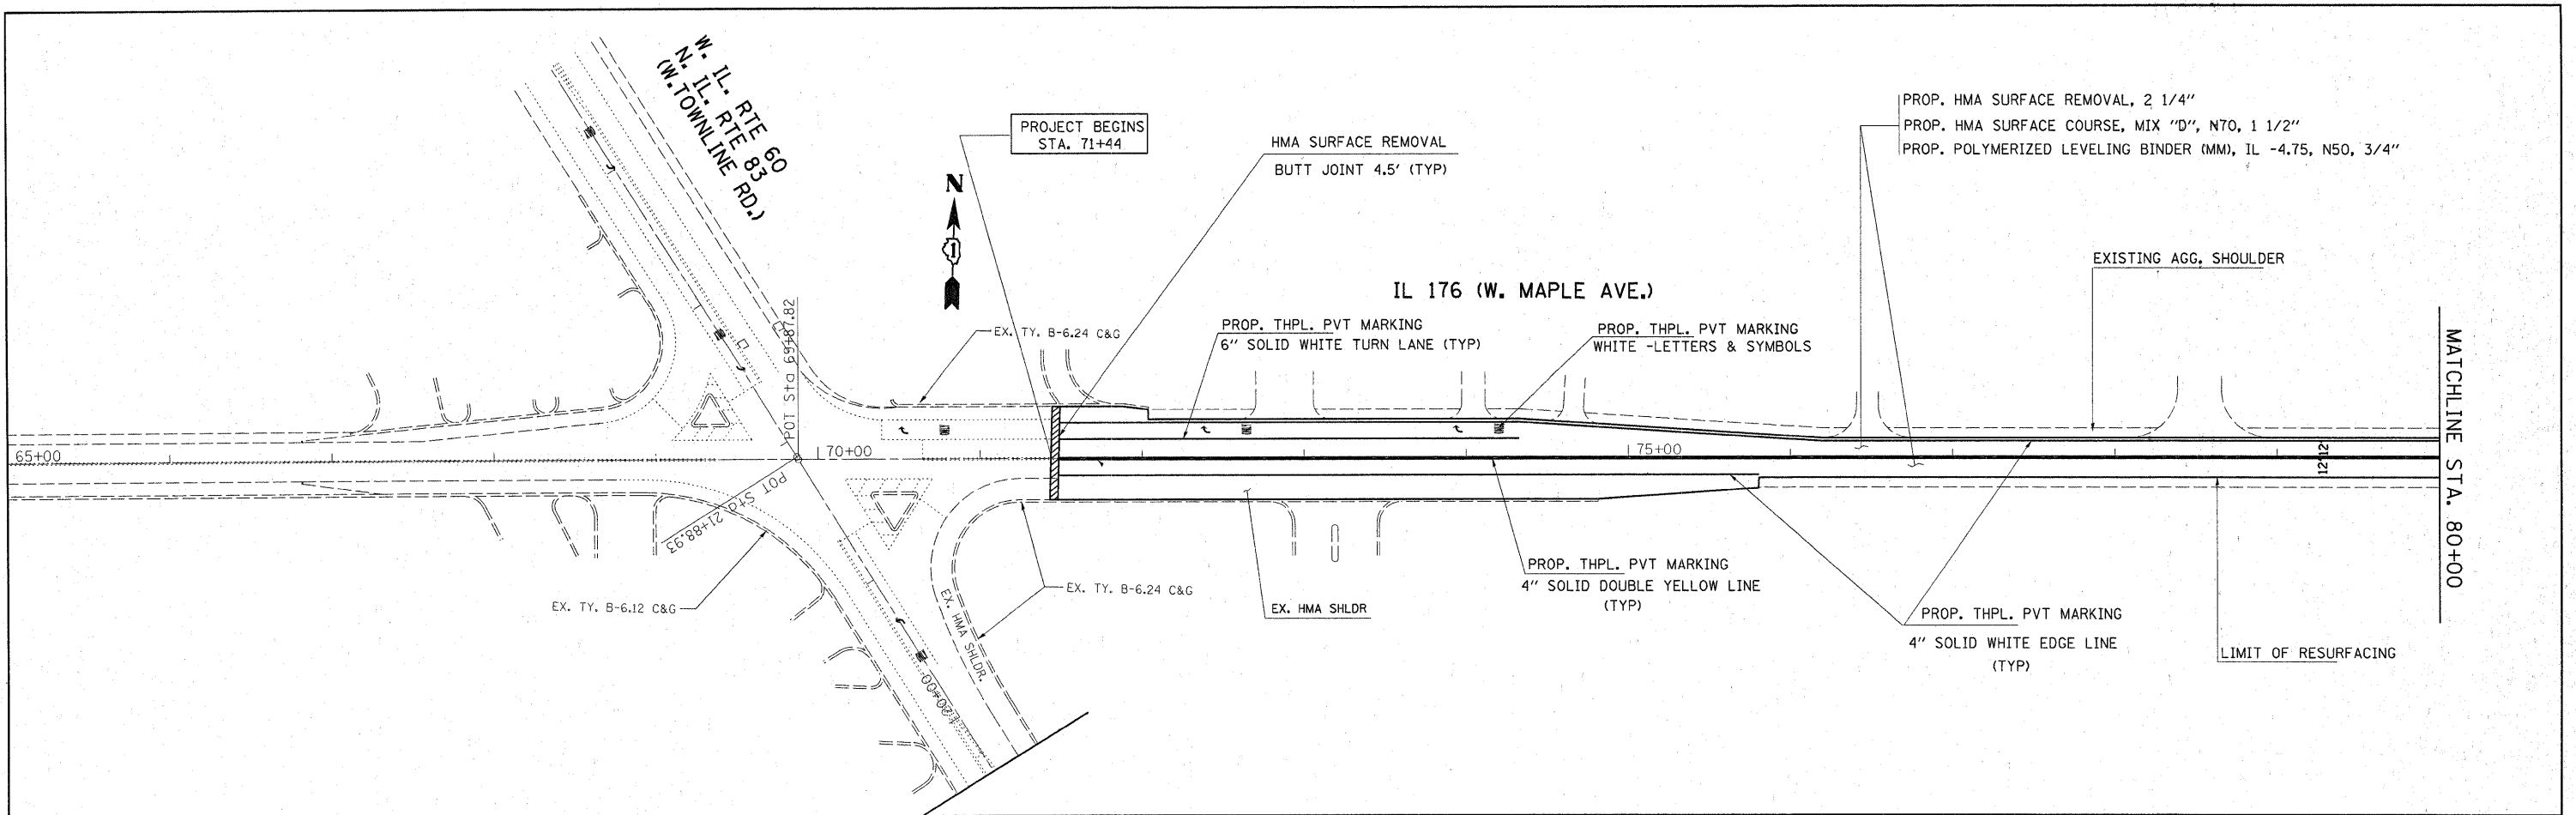 W. IL. RTE 60
N. IL. RTE 83
(W.TOWNLINE RD.)
PROJECT BEGINS
STA. 71+44
HMA SURFACE REMOVAL
BUTT JOINT 4.5' (TYP)
PROP. HMA SURFACE REMOVAL, 2 1/4"
PROP. HMA SURFACE COURSE, MIX "D", N70, 1 1/2"
PROP. POLYMERIZED LEVELING BINDER (MM), IL -4.75, N50, 3/4"
N
1
EXISTING AGG. SHOULDER
IL 176 (W. MAPLE AVE.)
EX. TY. B-6.24 C&G
PROP. THPL. PVT MARKING
6" SOLID WHITE TURN LANE (TYP)
PROP. THPL. PVT MARKING
WHITE -LETTERS & SYMBOLS
MATCHLINE STA. 80+00
POT Sta 69+87.82
65+00
70+00
75+00
12'12'
POT Sta 21+88.93
EX. TY. B-6.12 C&G
EX. HMA SHLDR.
EX. TY. B-6.24 C&G
EX. HMA SHLDR
PROP. THPL. PVT MARKING
4" SOLID DOUBLE YELLOW LINE
(TYP)
PROP. THPL. PVT MARKING
4" SOLID WHITE EDGE LINE
(TYP)
LIMIT OF RESURFACING